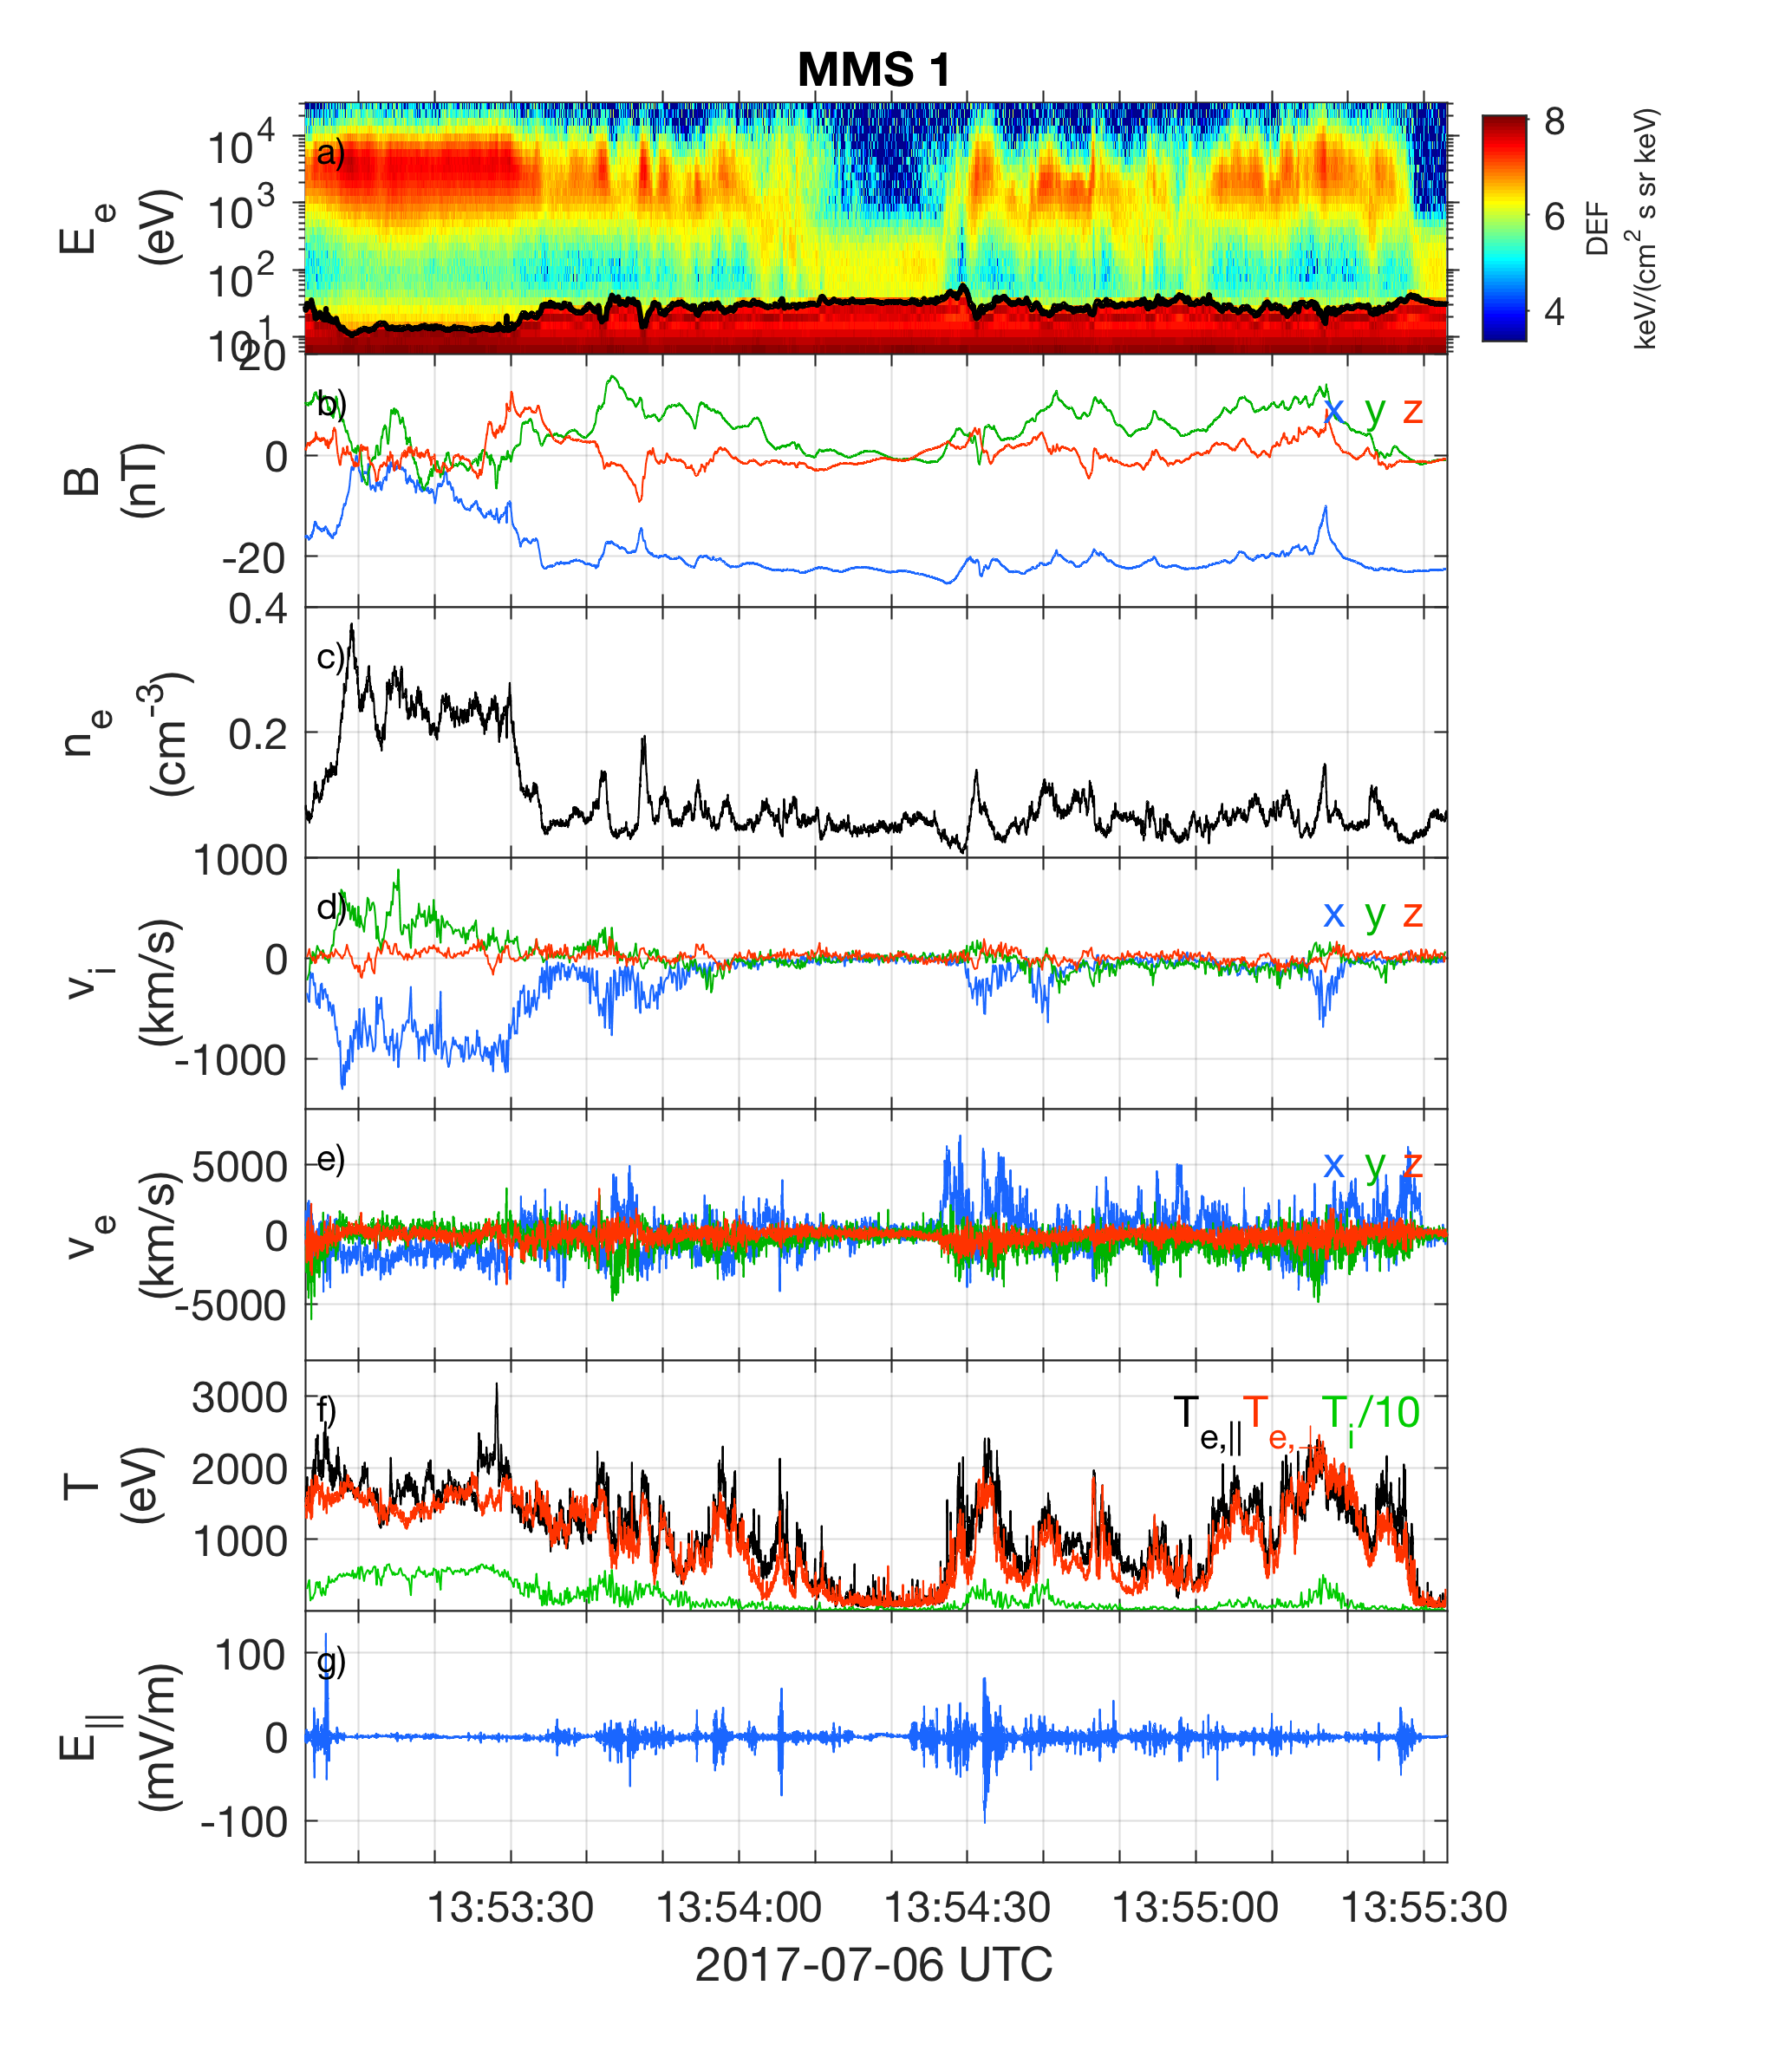 MMS 1
a)
E_e (eV)
10^4
10^3
10^2
10^1
8
6
4
DEF
keV/(cm^2 s sr keV)
b)
B (nT)
20
0
-20
x y z
c)
n_e (cm^-3)
0.4
0.2
d)
v_i (km/s)
1000
0
-1000
x y z
e)
v_e (km/s)
5000
0
-5000
x y z
f)
T (eV)
3000
2000
1000
T_e,|| T_e,⊥ T_i/10
g)
E_|| (mV/m)
100
0
-100
13:53:30 13:54:00 13:54:30 13:55:00 13:55:30
2017-07-06 UTC